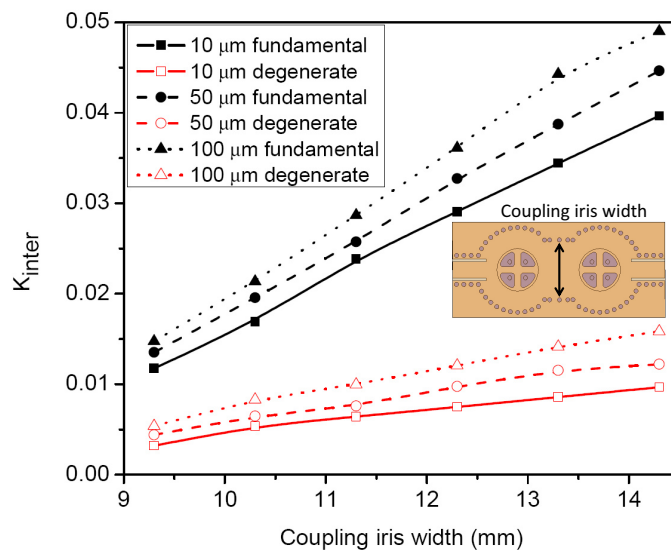 0.05
0.04
0.03
0.02
0.01
0.00
K inter
10 μm fundamental
10 μm degenerate
50 μm fundamental
50 μm degenerate
100 μm fundamental
100 μm degenerate
Coupling iris width
9 10 11 12 13 14
Coupling iris width (mm)